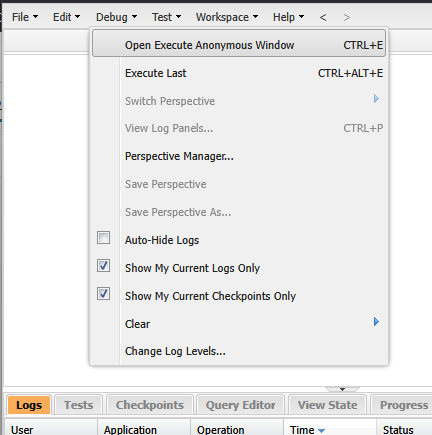 File Edit Debug Test Workspace Help < >
Open Execute Anonymous Window CTRL+E
Execute Last CTRL+ALT+E
Switch Perspective
View Log Panels... CTRL+P
Perspective Manager...
Save Perspective
Save Perspective As...
Auto-Hide Logs
Show My Current Logs Only
Show My Current Checkpoints Only
Clear
Change Log Levels...
Logs Tests Checkpoints Query Editor View State Progress
User Application Operation Time Status